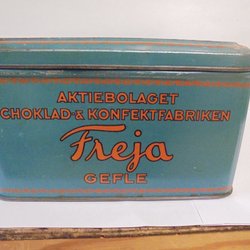 AKTIEBOLAGET
CHOKLAD- & KONFEKTFABRIKEN
Freja
GEFLE